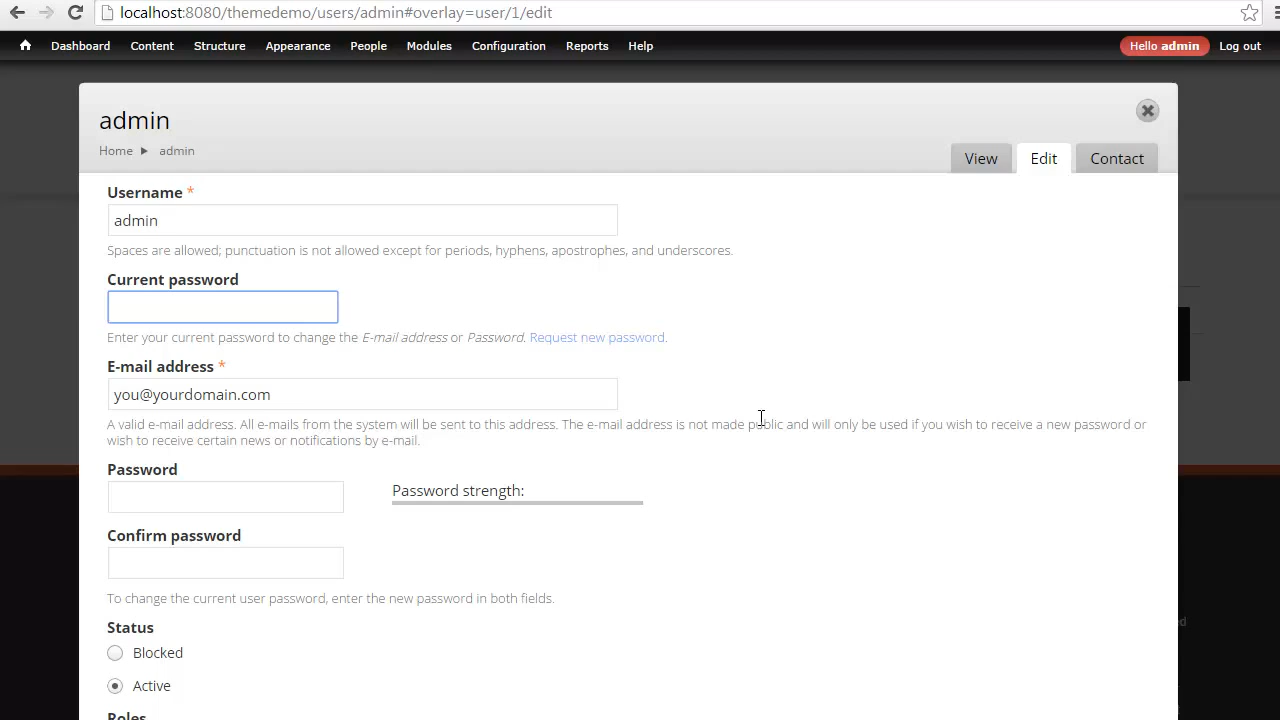 localhost:8080/themedemo/users/admin#overlay=user/1/edit
Dashboard Content Structure Appearance People Modules Configuration Reports Help Hello admin Log out
admin
Home admin
View Edit Contact
Username *
admin
Spaces are allowed; punctuation is not allowed except for periods, hyphens, apostrophes, and underscores.
Current password
Enter your current password to change the E-mail address or Password. Request new password.
E-mail address *
you@yourdomain.com
A valid e-mail address. All e-mails from the system will be sent to this address. The e-mail address is not made public and will only be used if you wish to receive a new password or
wish to receive certain news or notifications by e-mail.
Password
Password strength:
Confirm password
To change the current user password, enter the new password in both fields.
Status
Blocked
Active
Roles